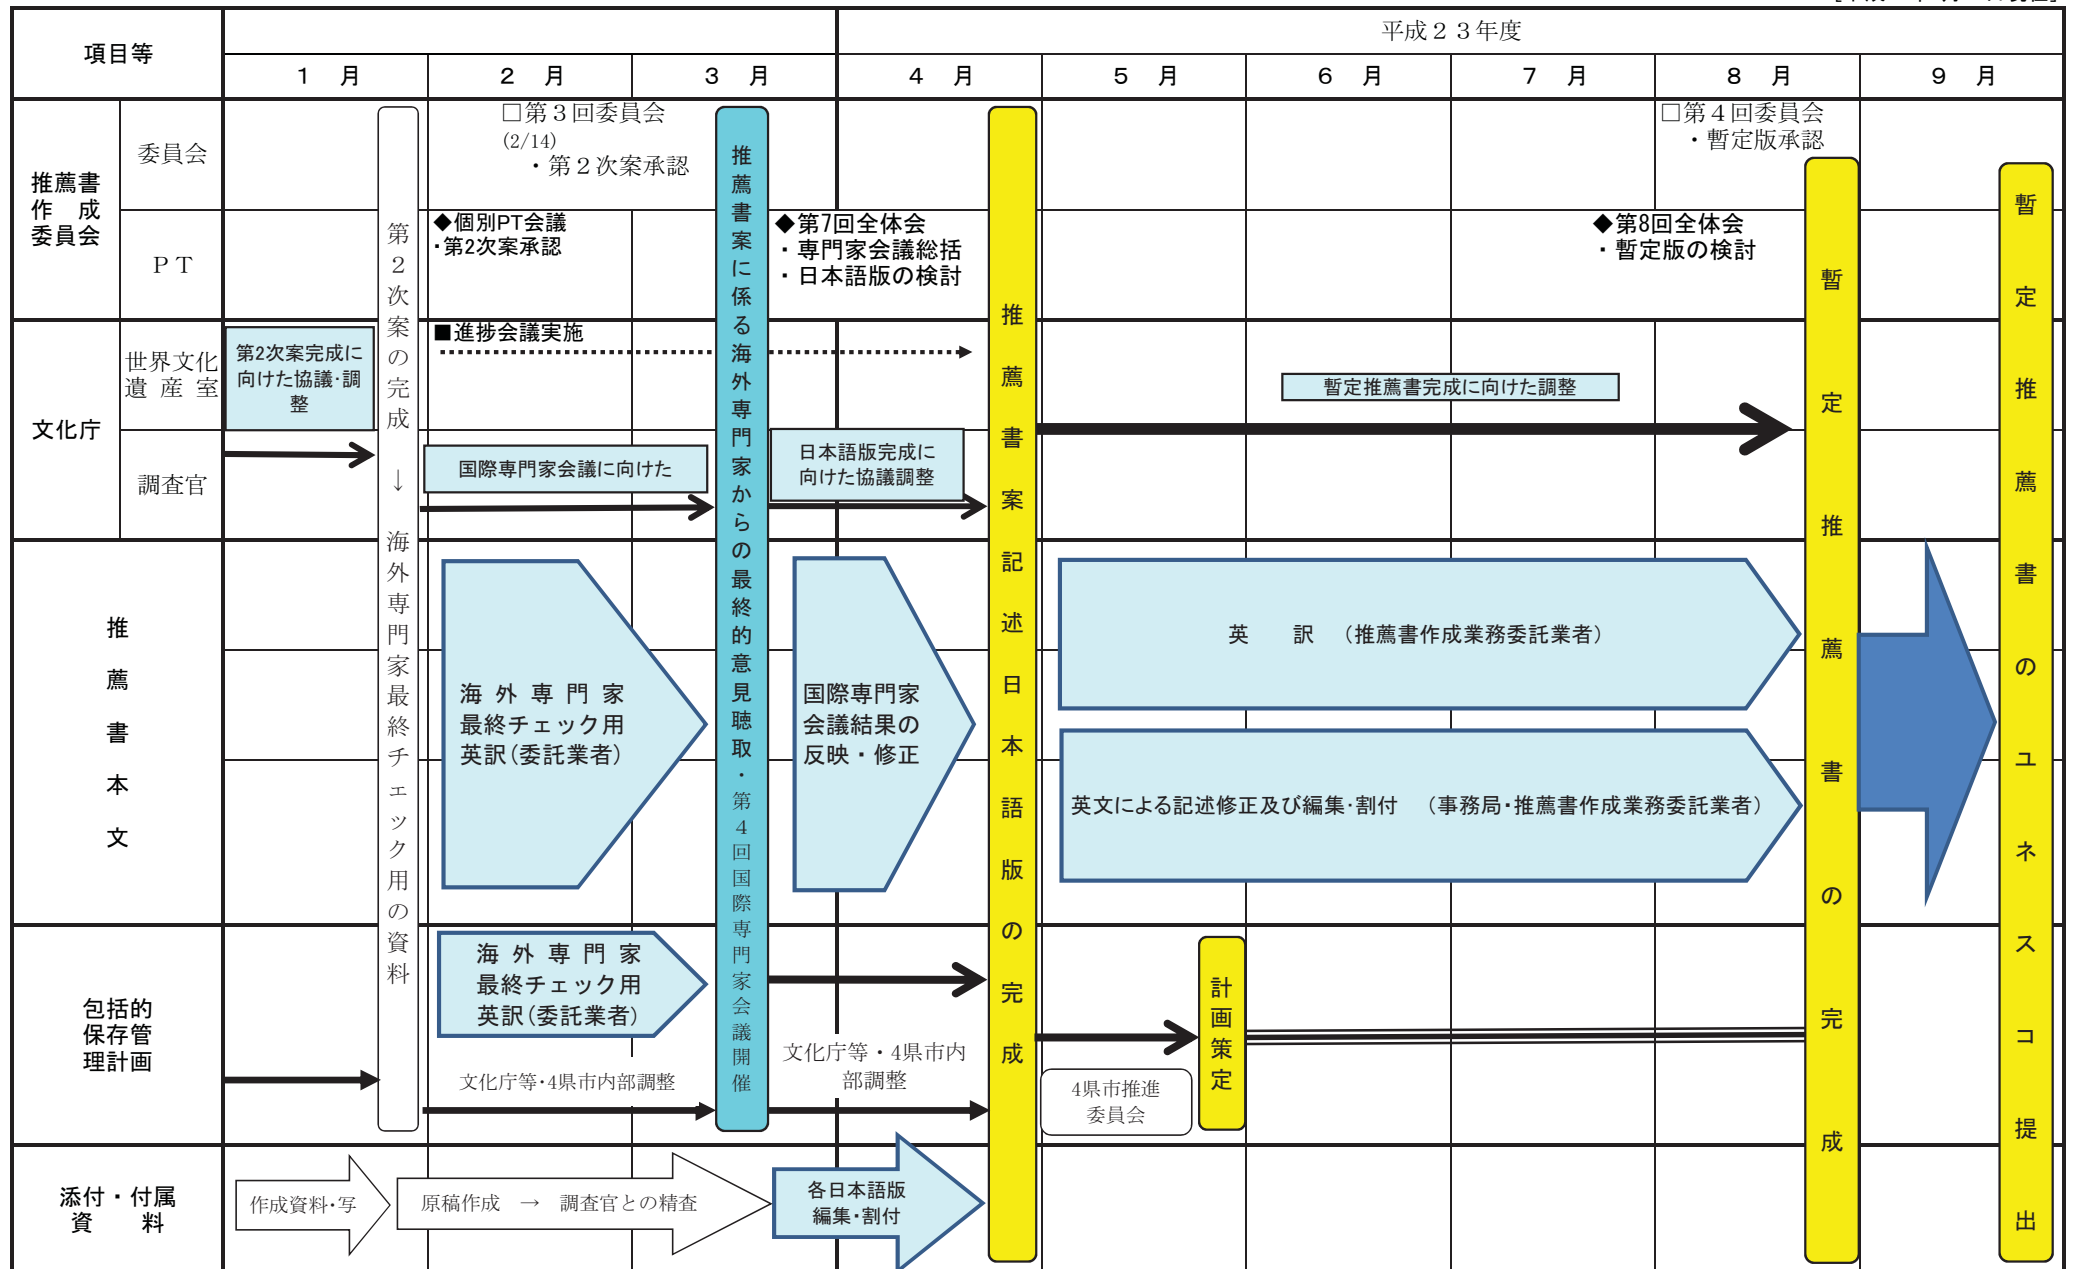 項目等
平成２３年度
１　月
２　月
３　月
４　月
５　月
６　月
７　月
８　月
９　月
推薦書
作　成
委員会
委員会
ＰＴ
□第３回委員会
(2/14)
・第２次案承認
□第４回委員会
・暫定版承認
◆個別PT会議
・第2次案承認
◆第7回全体会
・専門家会議総括
・日本語版の検討
◆第8回全体会
・暫定版の検討
文化庁
世界文化
遺 産 室
調査官
第2次案完成に
向けた協議・調
整
■進捗会議実施
国際専門家会議に向けた
日本語版完成に
向けた協議調整
暫定推薦書完成に向けた調整
第２次案の完成　→　海外専門家最終チェック用の資料
推薦書案に係る海外専門家からの最終的意見聴取・第４回国際専門家会議開催
推薦書案記述日本語版の完成
暫定推薦書の完成
暫定推薦書のユネスコ提出
推薦書本文
海 外 専 門 家
最終チェック用
英訳（委託業者）
国際専門家
会議結果の
反映・修正
英　　訳　（推薦書作成業務委託業者）
英文による記述修正及び編集・割付　（事務局・推薦書作成業務委託業者）
包括的
保存管
理計画
海 外 専 門 家
最終チェック用
英訳（委託業者）
文化庁等・4県市内部調整
文化庁等・4県市内
部調整
4県市推進
委員会
計画策定
添付・付属
資　　料
作成資料・写
原稿作成　→　調査官との精査
各日本語版
編集・割付